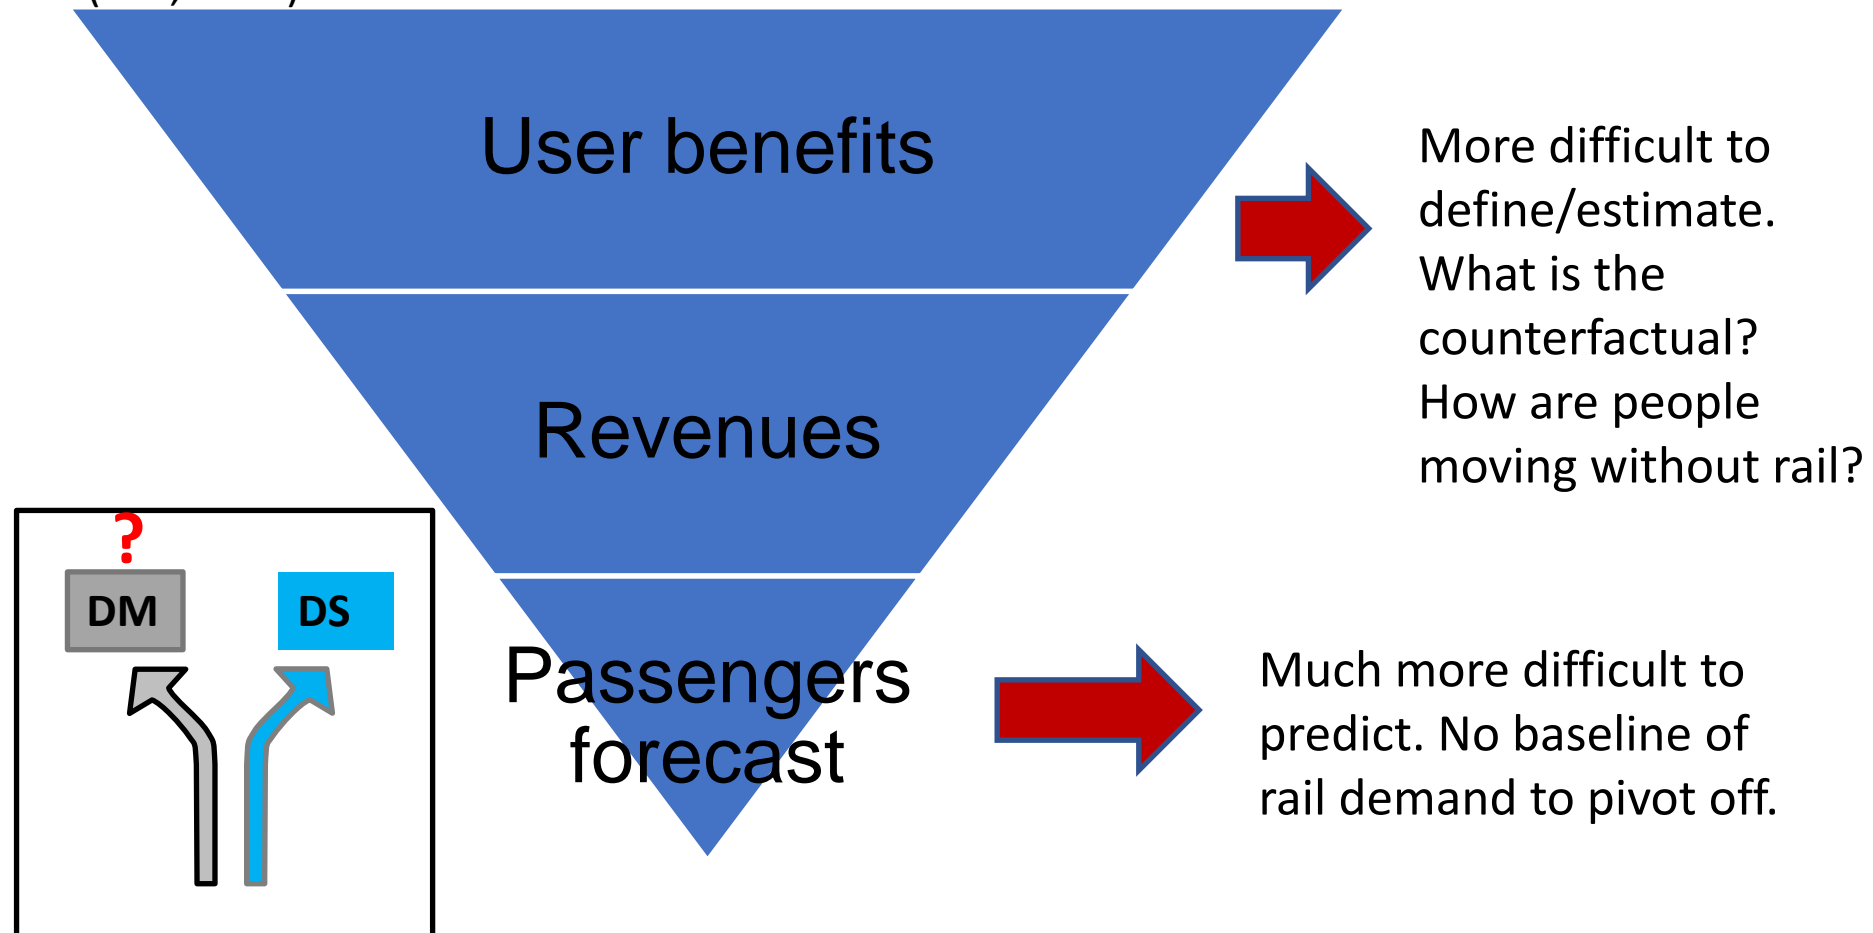 User benefits
More difficult to
define/estimate.
What is the
counterfactual?
How are people
moving without rail?
Revenues
?
DM
DS
Passengers
forecast
Much more difficult to
predict. No baseline of
rail demand to pivot off.